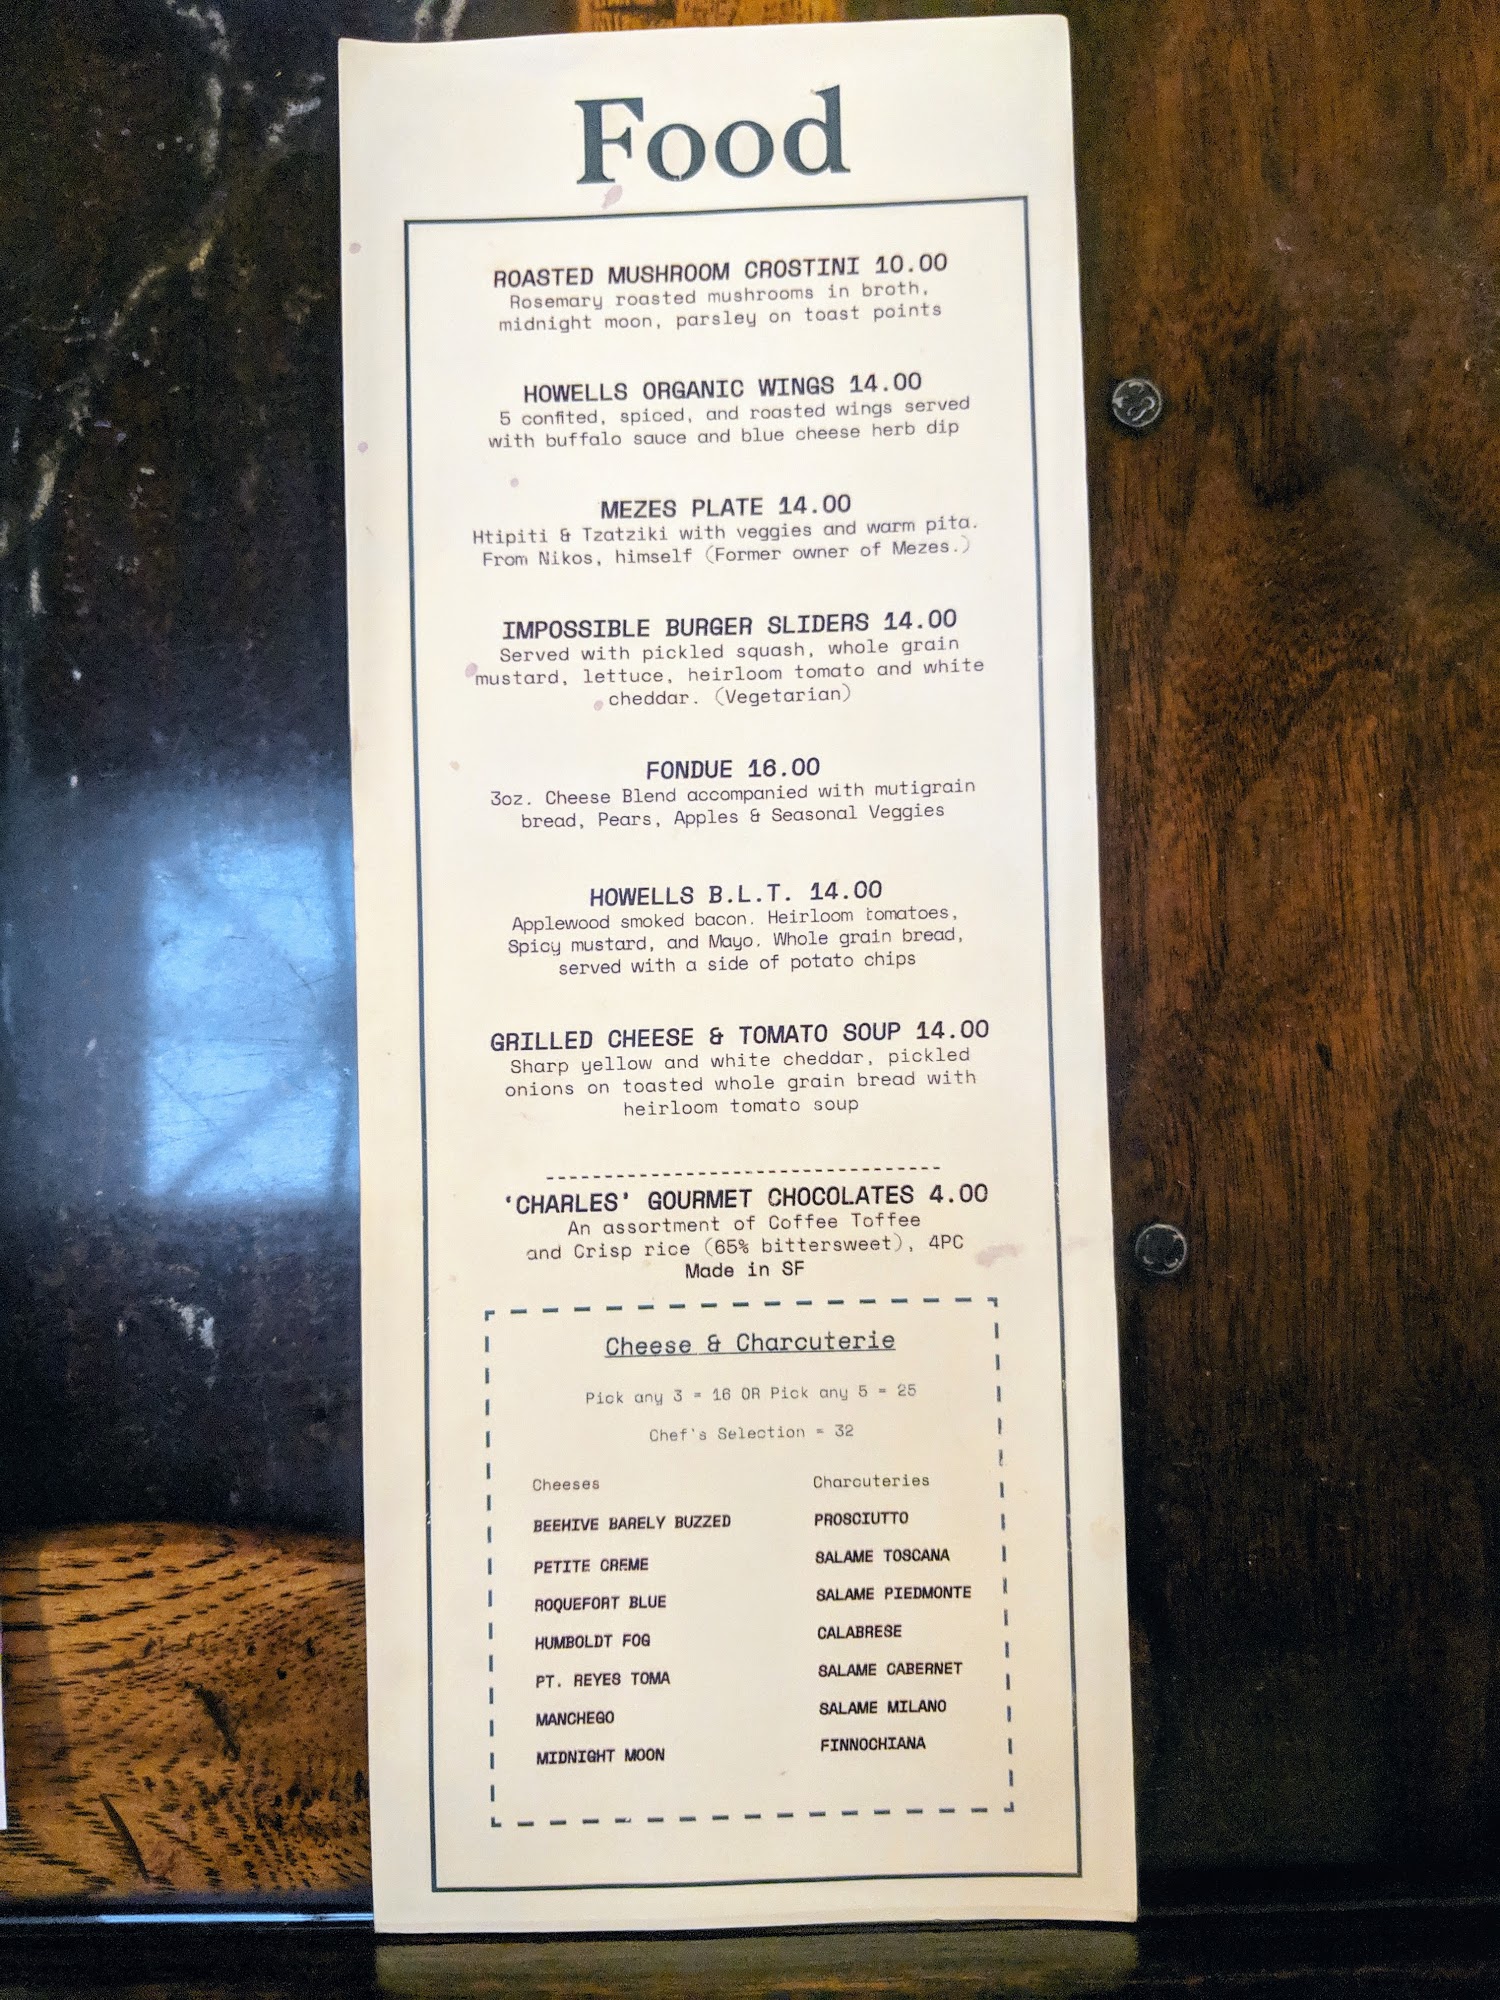 Food
ROASTED MUSHROOM CROSTINI 10.00
Rosemary roasted mushrooms in broth,
midnight moon, parsley on toast points
HOWELLS ORGANIC WINGS 14.00
5 confited, spiced, and roasted wings served
with buffalo sauce and blue cheese herb dip
MEZES PLATE 14.00
Htipiti & Tzatziki with veggies and warm pita.
From Nikos, himself (Former owner of Mezes.)
IMPOSSIBLE BURGER SLIDERS 14.00
Served with pickled squash, whole grain
mustard, lettuce, heirloom tomato and white
cheddar. (Vegetarian)
FONDUE 16.00
3oz. Cheese Blend accompanied with mutigrain
bread, Pears, Apples & Seasonal Veggies
HOWELLS B.L.T. 14.00
Applewood smoked bacon. Heirloom tomatoes,
Spicy mustard, and Mayo. Whole grain bread,
served with a side of potato chips
GRILLED CHEESE & TOMATO SOUP 14.00
Sharp yellow and white cheddar, pickled
onions on toasted whole grain bread with
heirloom tomato soup
----------------------------------
'CHARLES' GOURMET CHOCOLATES 4.00
An assortment of Coffee Toffee
and Crisp rice (65% bittersweet), 4PC
Made in SF
Cheese & Charcuterie
Pick any 3 = 16 OR Pick any 5 = 25
Chef's Selection = 32
Cheeses
BEEHIVE BARELY BUZZED
PETITE CREME
ROQUEFORT BLUE
HUMBOLDT FOG
PT. REYES TOMA
MANCHEGO
MIDNIGHT MOON
Charcuteries
PROSCIUTTO
SALAME TOSCANA
SALAME PIEDMONTE
CALABRESE
SALAME CABERNET
SALAME MILANO
FINNOCHIANA